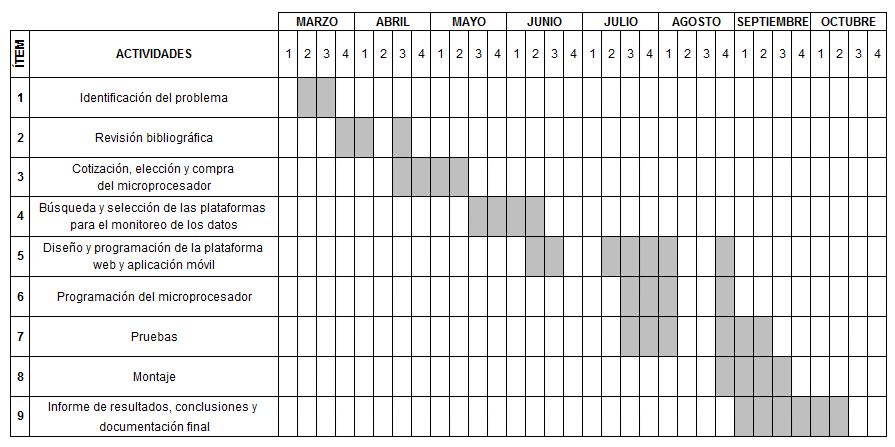 MARZO ABRIL MAYO JUNIO JULIO AGOSTO SEPTIEMBRE OCTUBRE
ÍTEM ACTIVIDADES 1 2 3 4 1 2 3 4 1 2 3 4 1 2 3 4 1 2 3 4 1 2 3 4 1 2 3 4 1 2 3 4
1 Identificación del problema
2 Revisión bibliográfica
3 Cotización, elección y compra
del microprocesador
4 Búsqueda y selección de las plataformas
para el monitoreo de los datos
5 Diseño y programación de la plataforma
web y aplicación móvil
6 Programación del microprocesador
7 Pruebas
8 Montaje
9 Informe de resultados, conclusiones y
documentación final